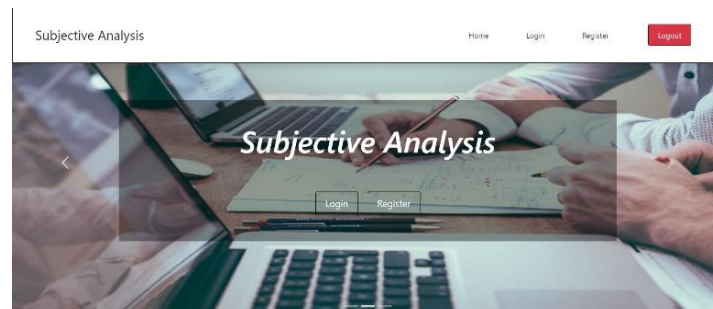 Subjective Analysis
Home Login Register Logout
Subjective Analysis
Login Register